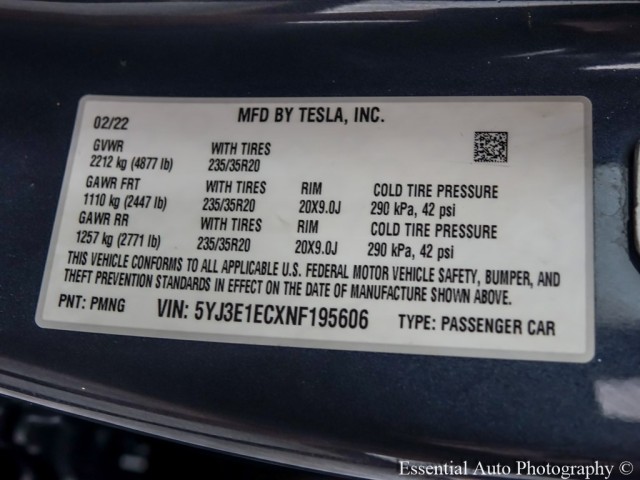 MFD BY TESLA, INC.
02/22
GVWR WITH TIRES
2212 kg (4877 lb) 235/35R20
GAWR FRT WITH TIRES RIM COLD TIRE PRESSURE
1110 kg (2447 lb) 235/35R20 20X9.0J 290 kPa, 42 psi
GAWR RR WITH TIRES RIM COLD TIRE PRESSURE
1257 kg (2771 lb) 235/35R20 20X9.0J 290 kPa, 42 psi
THIS VEHICLE CONFORMS TO ALL APPLICABLE U.S. FEDERAL MOTOR VEHICLE SAFETY, BUMPER, AND
THEFT PREVENTION STANDARDS IN EFFECT ON THE DATE OF MANUFACTURE SHOWN ABOVE.
PNT: PMNG VIN: 5YJ3E1ECXNF195606 TYPE: PASSENGER CAR
Essential Auto Photography ©